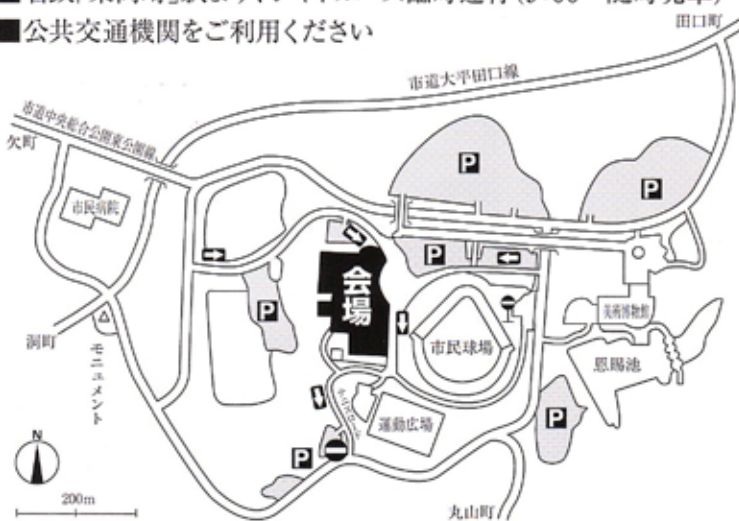 ■公共交通機関をご利用ください
田口町
市道大平田口線
市道中央総合公園東公園線
欠町
市民病院
P
P
P
会場
P
美術博物館
市民球場
恩賜池
洞町
モニュメント
運動広場
P
P
N
200m
丸山町